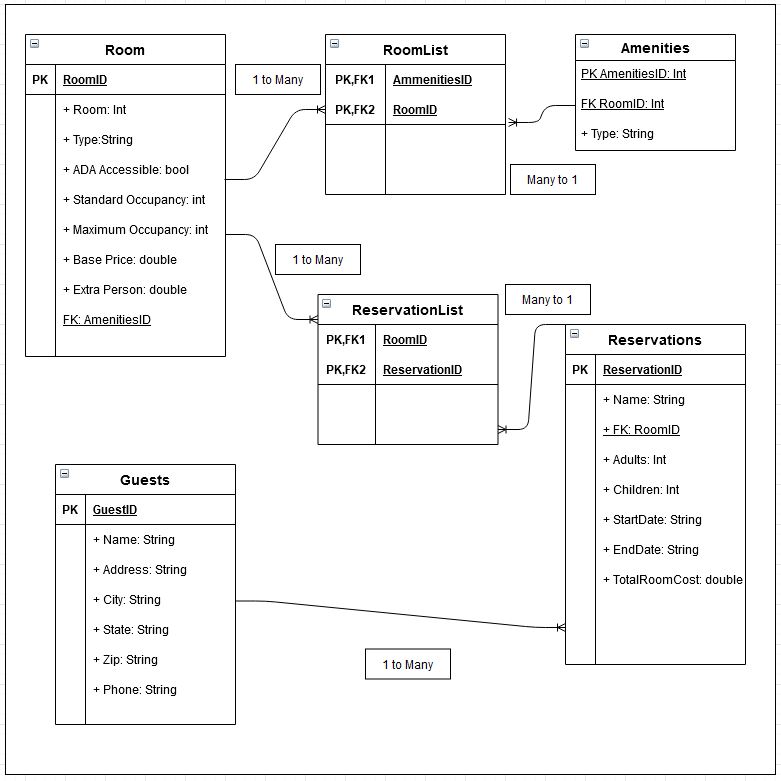 Room
PK RoomID
+ Room: Int
+ Type:String
+ ADA Accessible: bool
+ Standard Occupancy: int
+ Maximum Occupancy: int
+ Base Price: double
+ Extra Person: double
FK: AmenitiesID
1 to Many
RoomList
PK,FK1 AmmenitiesID
PK,FK2 RoomID
Amenities
PK AmenitiesID: Int
FK RoomID: Int
+ Type: String
Many to 1
1 to Many
ReservationList
PK,FK1 RoomID
PK,FK2 ReservationID
Many to 1
Reservations
PK ReservationID
+ Name: String
+ FK: RoomID
+ Adults: Int
+ Children: Int
+ StartDate: String
+ EndDate: String
+ TotalRoomCost: double
Guests
PK GuestID
+ Name: String
+ Address: String
+ City: String
+ State: String
+ Zip: String
+ Phone: String
1 to Many